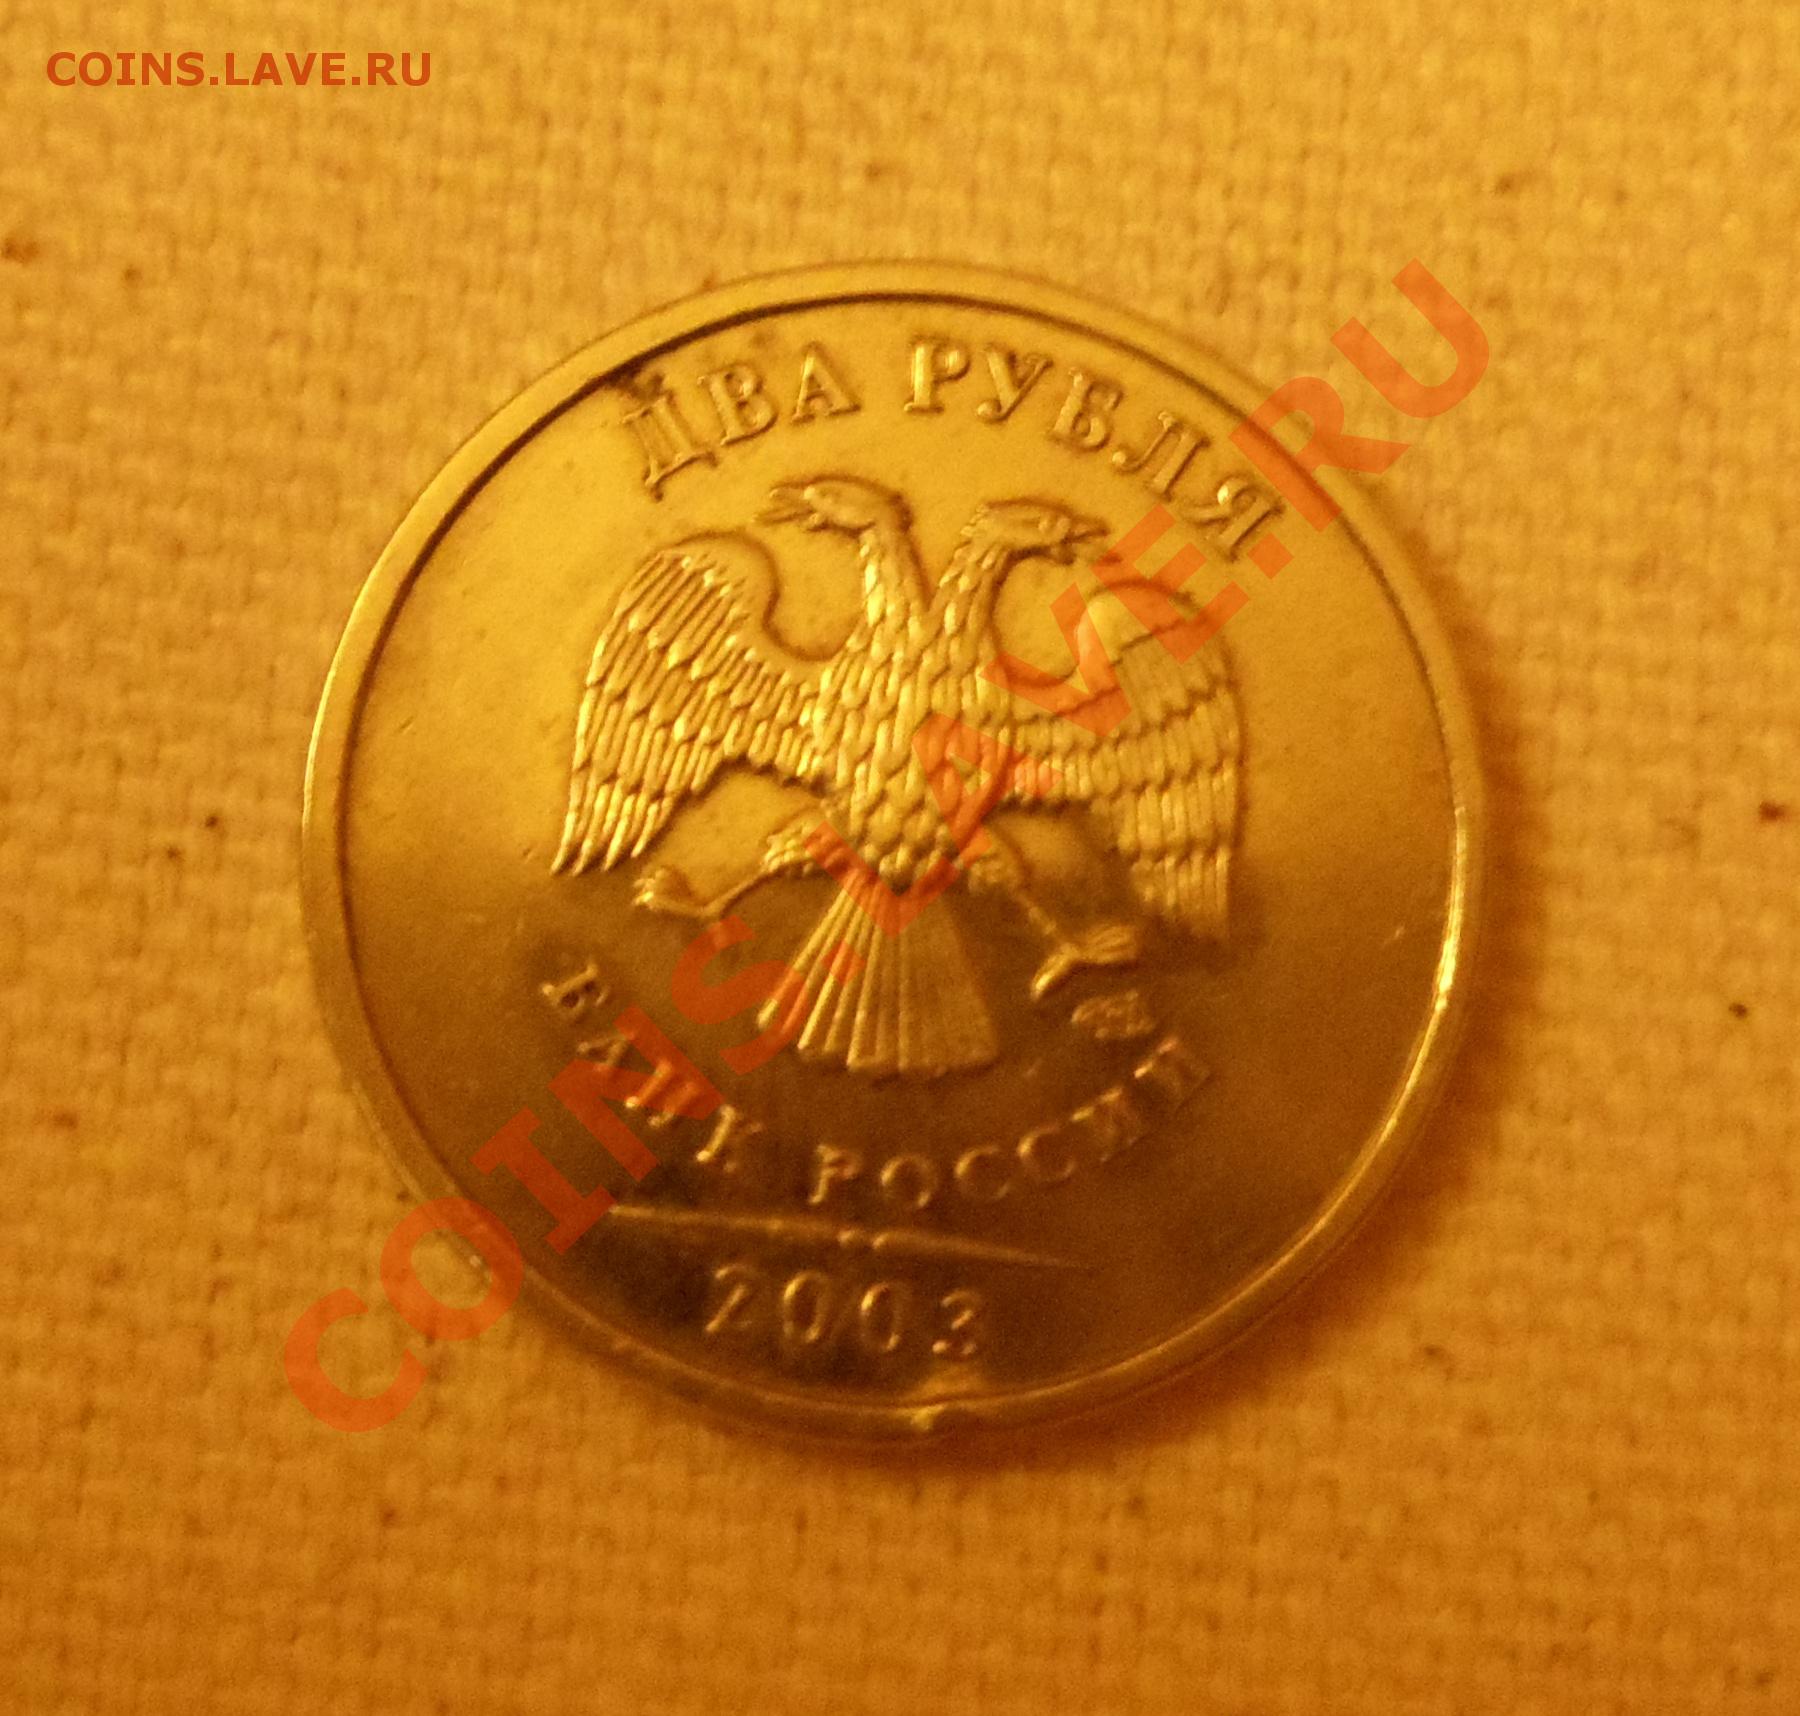 COINS.LAVE.RU
ДВА РУБЛЯ
БАНК РОССИИ
2003
COINS.LAVE.RU